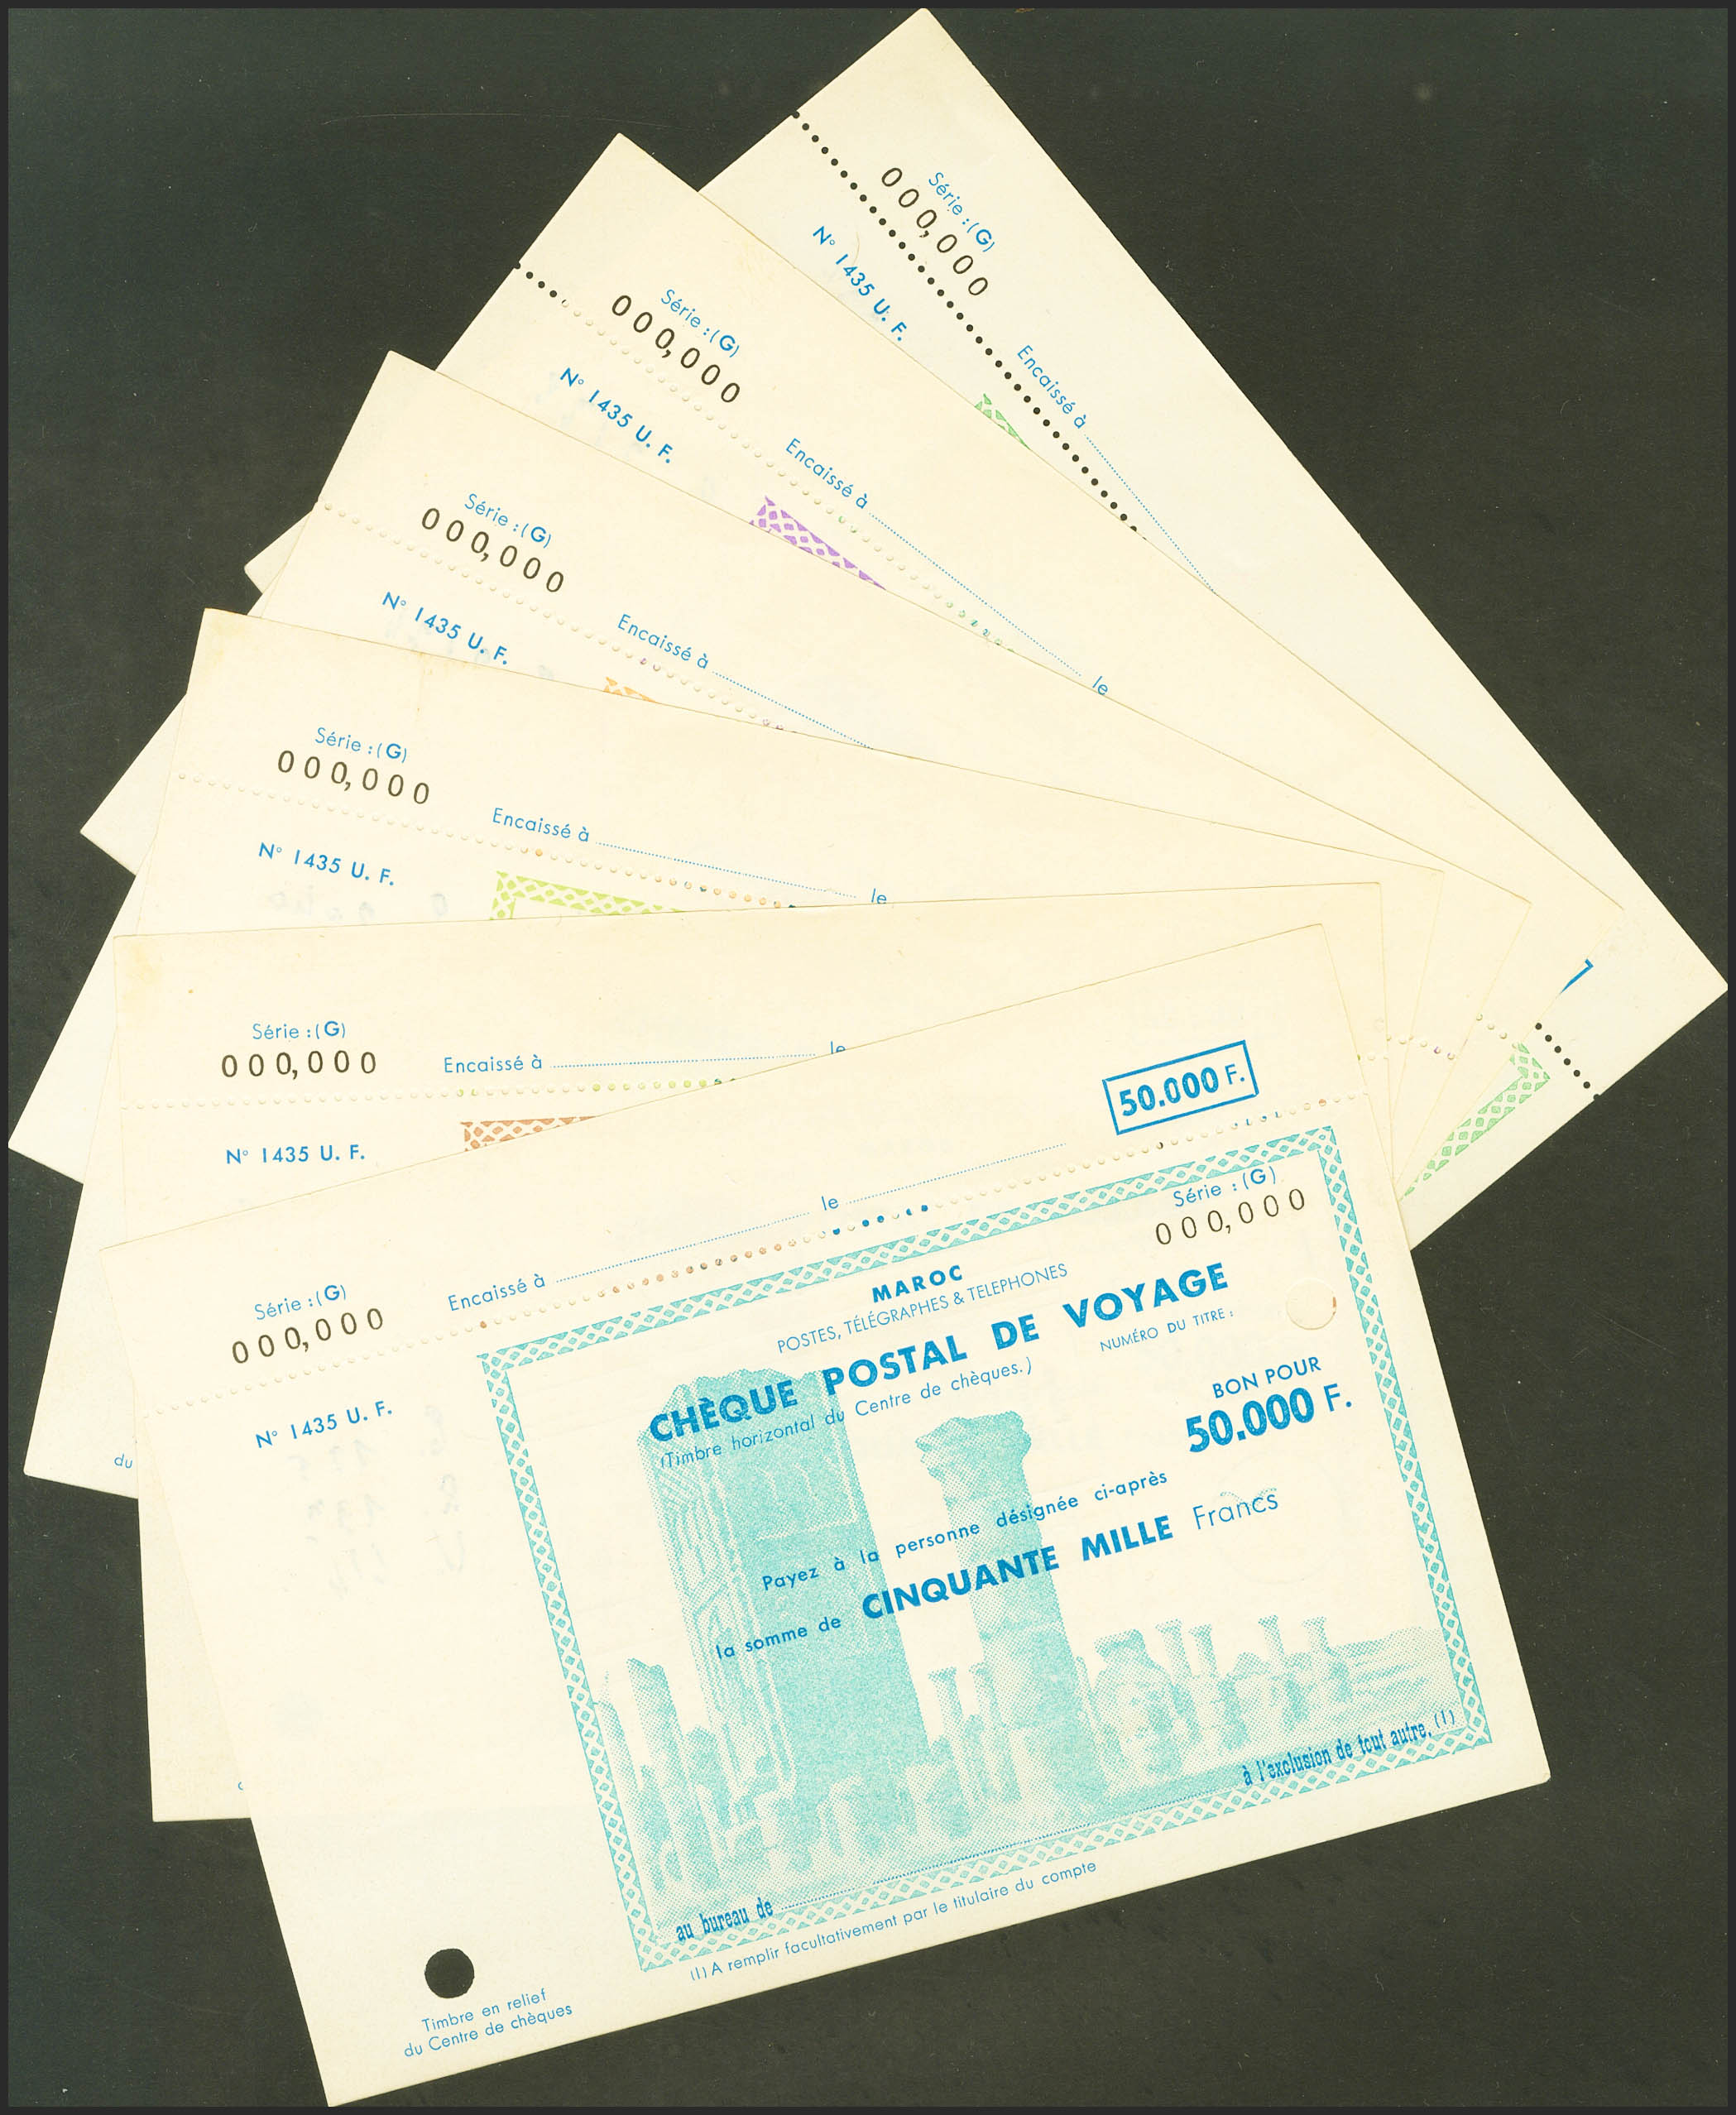 Série : (G)
000,000
N° 1435 U. F.
Encaissé à
Série : (G)
000,000
N° 1435 U. F.
Encaissé à
le
Série : (G)
000,000
N° 1435 U. F.
Encaissé à
Série : (G)
000,000
N° 1435 U. F.
Encaissé à
le
Série : (G)
000,000
N° 1435 U. F.
Encaissé à
le
du
50.000 F.
Série : (G)
000,000
Encaissé à
le
N° 1435 U. F.
Série : (G)
000,000
MAROC
POSTES, TÉLÉGRAPHES & TELEPHONES
CHÈQUE POSTAL DE VOYAGE
(Timbre horizontal du Centre de chèques.)
NUMÉRO DU TITRE :
BON POUR
50.000 F.
Payez à la personne désignée ci-après
la somme de CINQUANTE MILLE Francs
à l'exclusion de tout autre. (1)
au bureau de
(1) A remplir facultativement par le titulaire du compte
Timbre en relief
du Centre de chèques